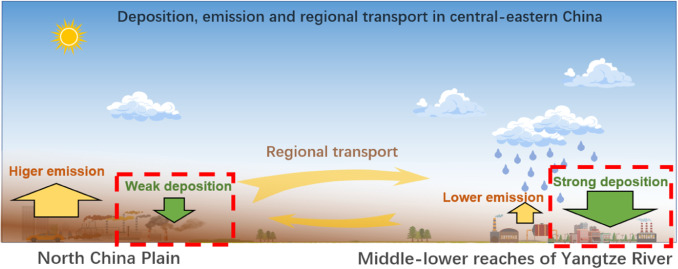 Deposition, emission and regional transport in central-eastern China
Regional transport
Higer emission
Weak deposition
Lower emission
Strong deposition
North China Plain
Middle-lower reaches of Yangtze River